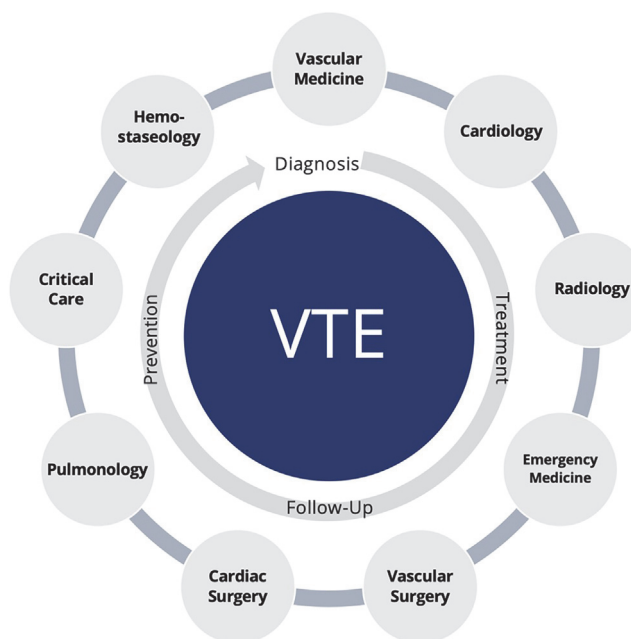 Vascular
Medicine
Cardiology
Radiology
Emergency
Medicine
Vascular
Surgery
Cardiac
Surgery
Pulmonology
Critical
Care
Hemo-
staseology
Diagnosis
Treatment
Follow-Up
Prevention
VTE